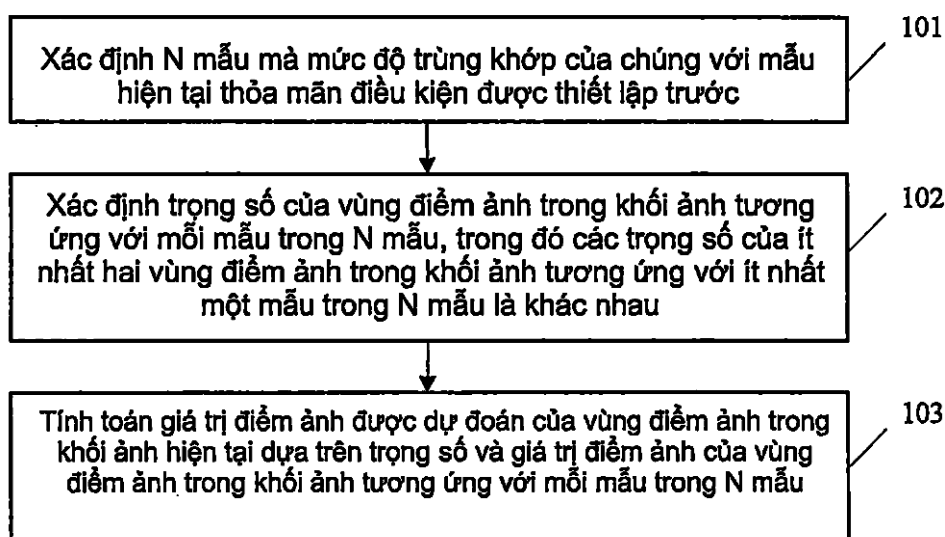 101
Xác định N mẫu mà mức độ trùng khớp của chúng với mẫu
hiện tại thỏa mãn điều kiện được thiết lập trước
102
Xác định trọng số của vùng điểm ảnh trong khối ảnh tương
ứng với mỗi mẫu trong N mẫu, trong đó các trọng số của ít
nhất hai vùng điểm ảnh trong khối ảnh tương ứng với ít nhất
một mẫu trong N mẫu là khác nhau
103
Tính toán giá trị điểm ảnh được dự đoán của vùng điểm ảnh trong
khối ảnh hiện tại dựa trên trọng số và giá trị điểm ảnh của vùng
điểm ảnh trong khối ảnh tương ứng với mỗi mẫu trong N mẫu